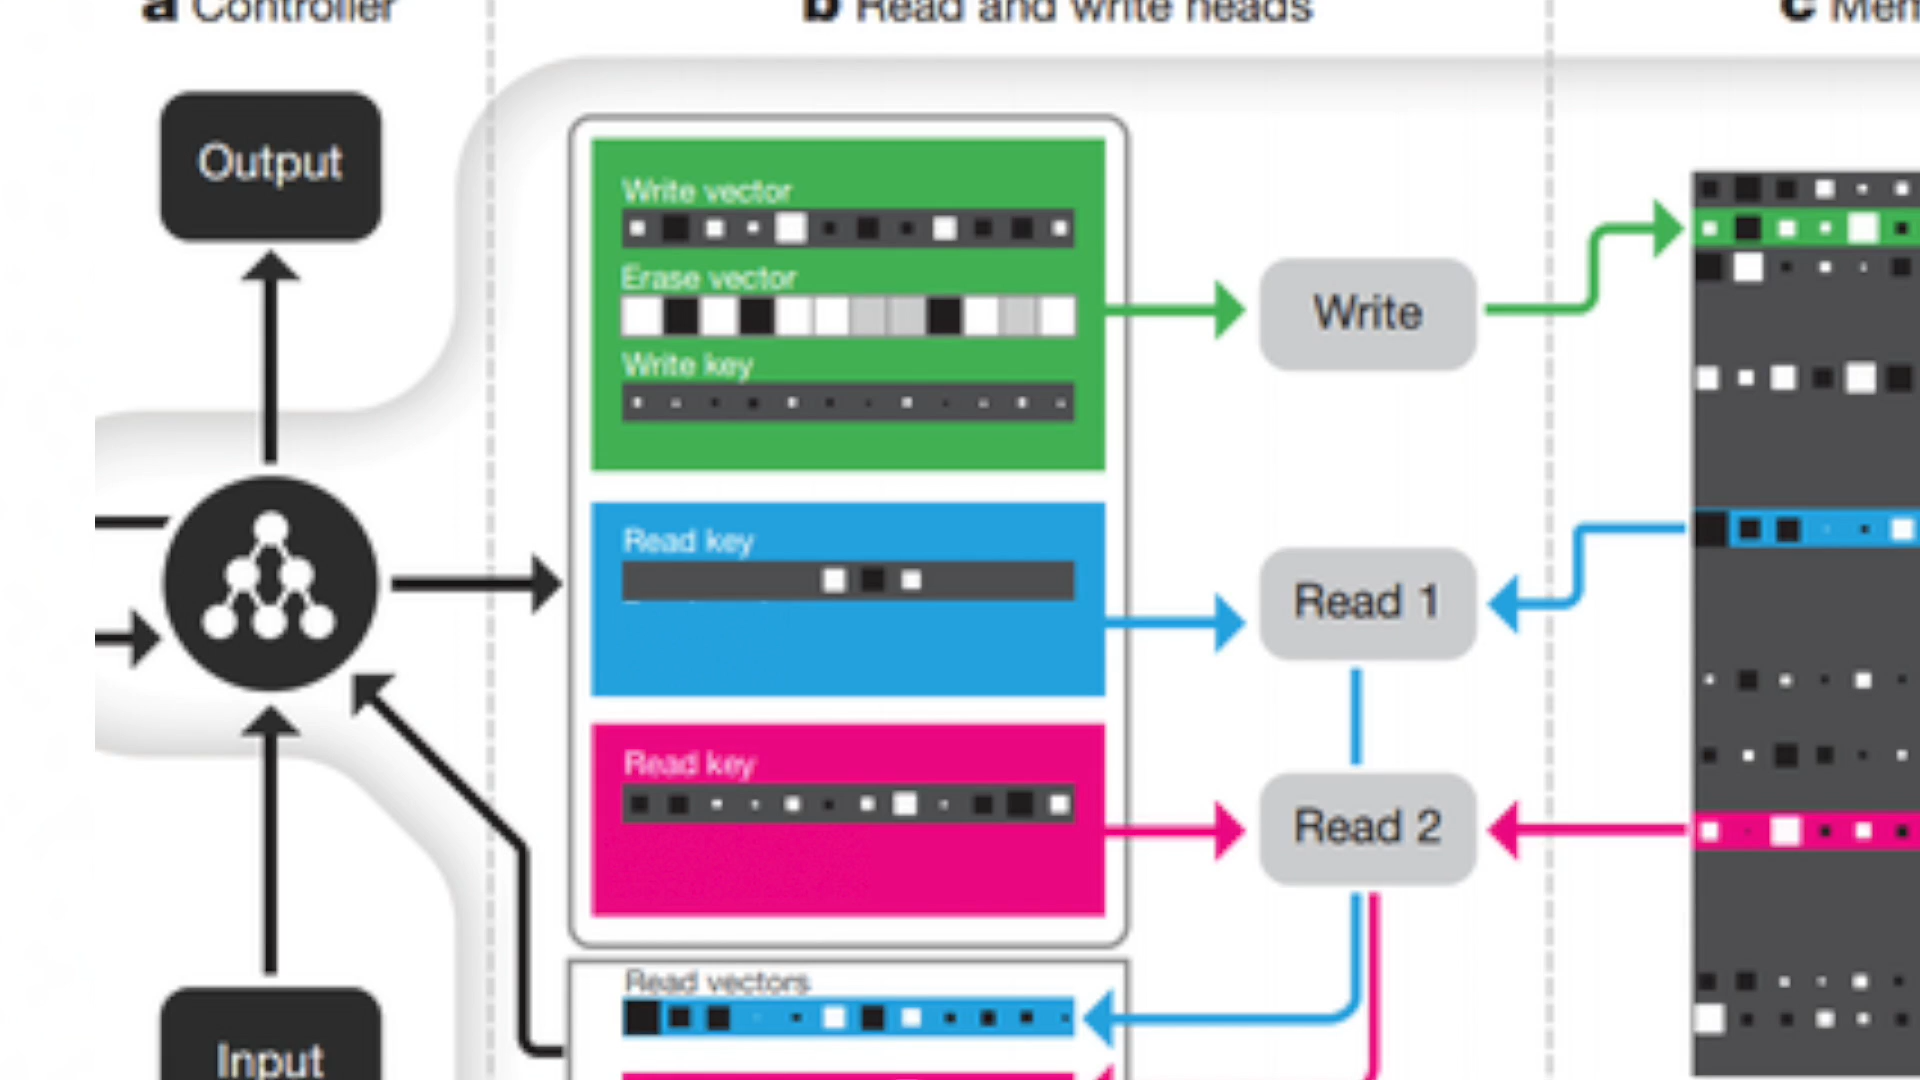 a Controller
b Read and write heads
c Mem
Output
Write vector
Erase vector
Write key
Write
Read key
Read 1
Read key
Read 2
Read vectors
Input